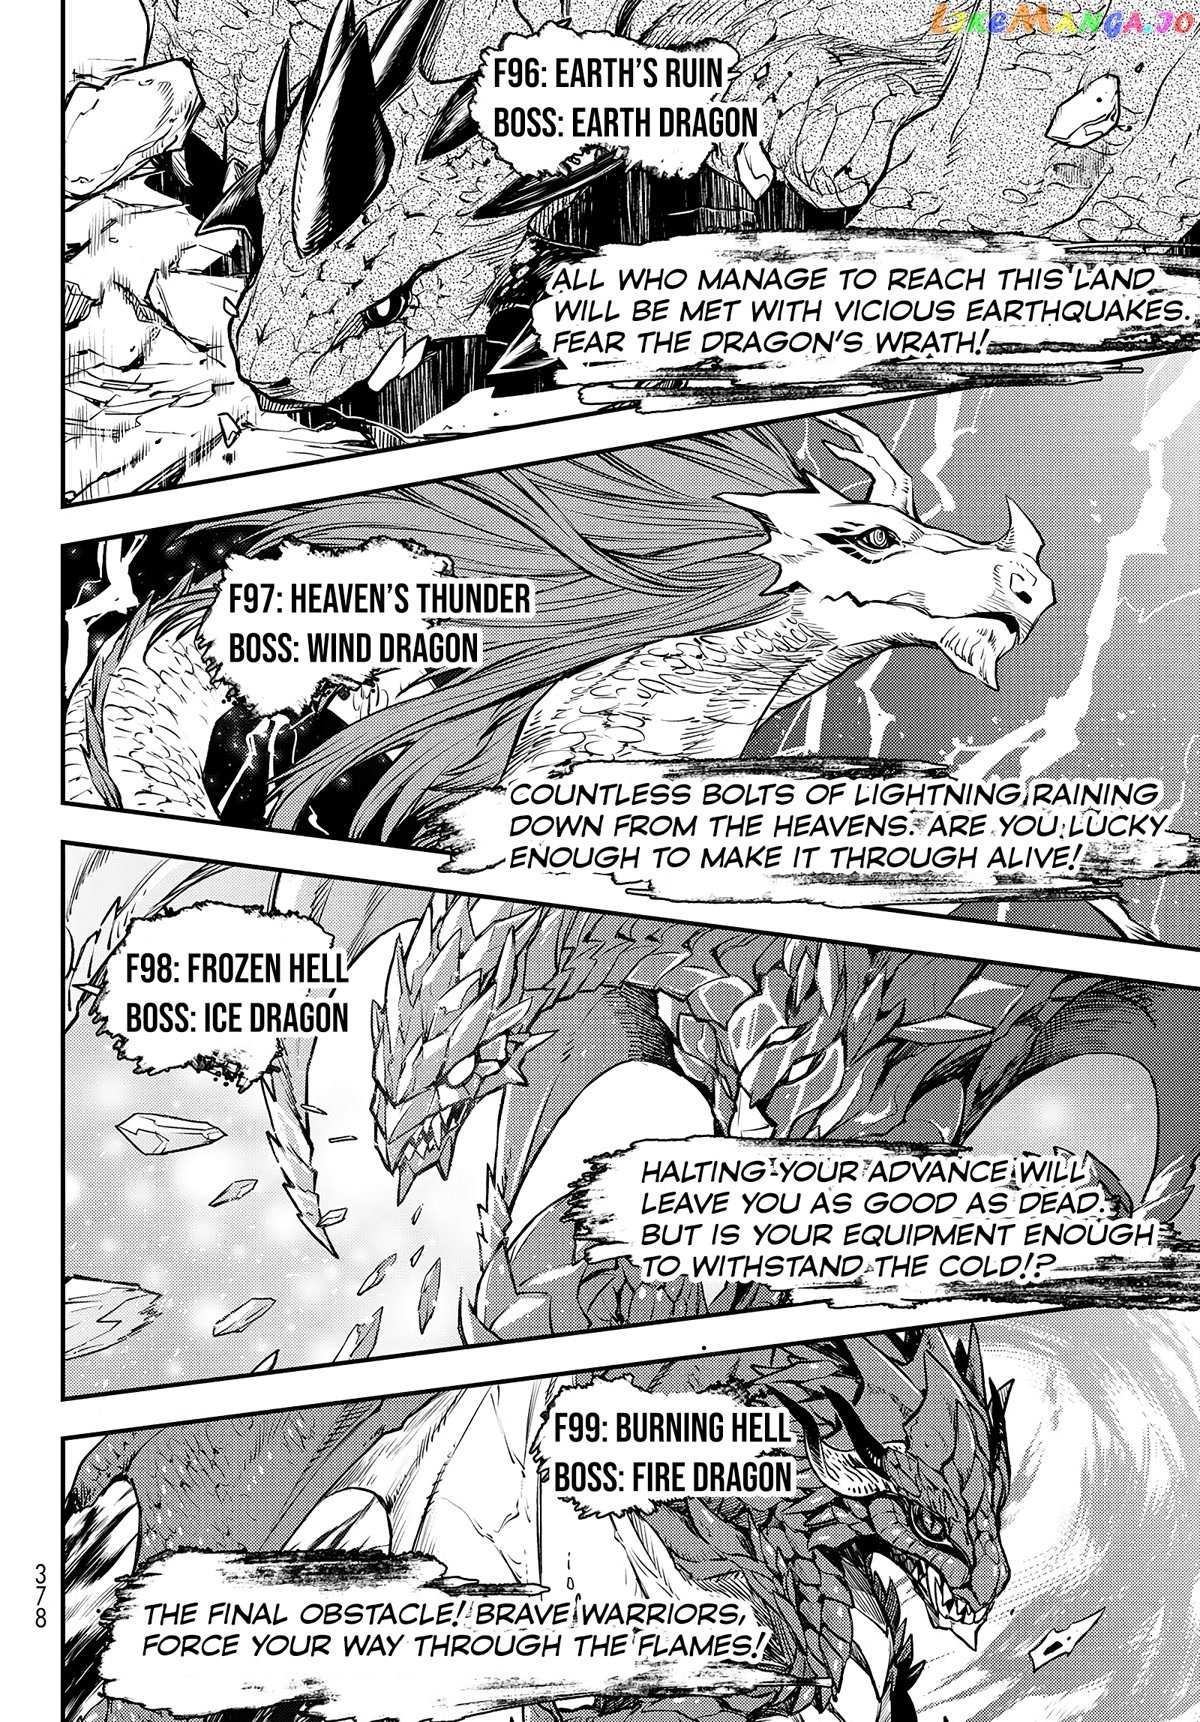 LIKEMANGA.IO
F96: EARTH'S RUIN
BOSS: EARTH DRAGON
ALL WHO MANAGE TO REACH THIS LAND
WILL BE MET WITH VICIOUS EARTHQUAKES.
FEAR THE DRAGON'S WRATH!
F97: HEAVEN'S THUNDER
BOSS: WIND DRAGON
COUNTLESS BOLTS OF LIGHTNING RAINING
DOWN FROM THE HEAVENS. ARE YOU LUCKY
ENOUGH TO MAKE IT THROUGH ALIVE!
F98: FROZEN HELL
BOSS: ICE DRAGON
HALTING YOUR ADVANCE WILL
LEAVE YOU AS GOOD AS DEAD.
BUT IS YOUR EQUIPMENT ENOUGH
TO WITHSTAND THE COLD!?
F99: BURNING HELL
BOSS: FIRE DRAGON
THE FINAL OBSTACLE! BRAVE WARRIORS,
FORCE YOUR WAY THROUGH THE FLAMES!
378